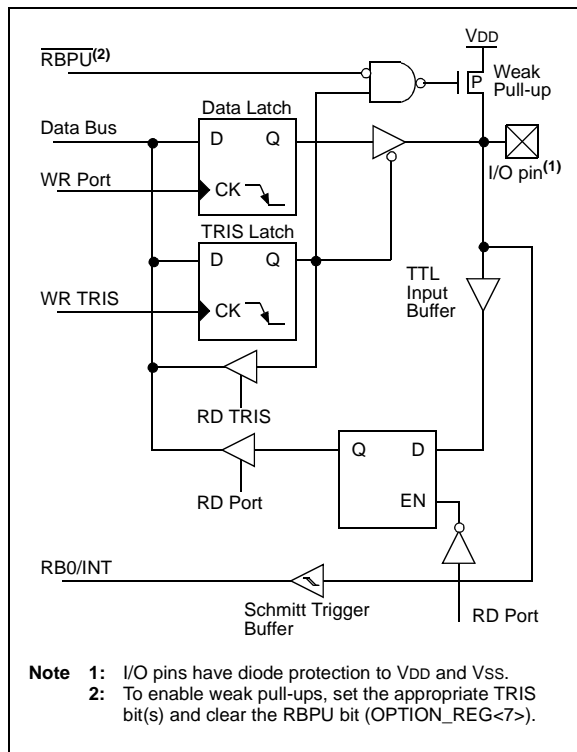 VDD
RBPU(2)
P
Weak
Pull-up
Data Latch
Data Bus
D
Q
WR Port
CK
I/O pin(1)
TRIS Latch
D
Q
TTL
Input
Buffer
WR TRIS
CK
RD TRIS
Q
D
RD Port
EN
RB0/INT
Schmitt Trigger
Buffer
RD Port
Note 1: I/O pins have diode protection to VDD and VSS.
2: To enable weak pull-ups, set the appropriate TRIS
bit(s) and clear the RBPU bit (OPTION_REG<7>).